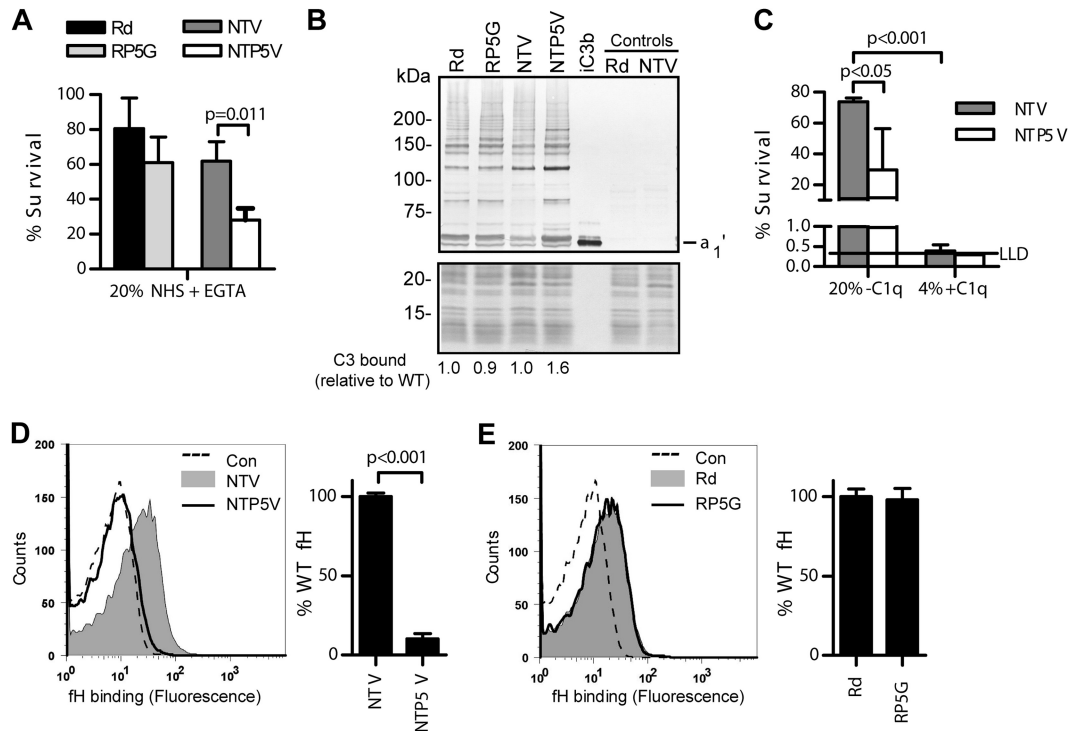 A
Rd
NTV
RP5G
NTP5V
100
80
60
40
20
0
% Survival
p=0.011
20% NHS + EGTA
B
Rd
RP5G
NTV
NTP5V
iC3b
Controls
Rd NTV
kDa
200-
150-
100-
75-
a1'
20-
15-
C3 bound
(relative to WT)
1.0 0.9 1.0 1.6
C
p<0.001
p<0.05
NTV
NTP5V
80
60
40
20
1.0
0.5
0.0
% Survival
LLD
20% -C1q 4% +C1q
D
200
150
100
50
0
Counts
Con
NTV
NTP5V
100 101 102 103
fH binding (Fluorescence)
p<0.001
100
50
0
% WT fH
NTV
NTP5V
E
200
150
100
50
0
Counts
Con
Rd
RP5G
100 101 102 103
fH binding (Fluorescence)
100
50
0
% WT fH
Rd
RP5G